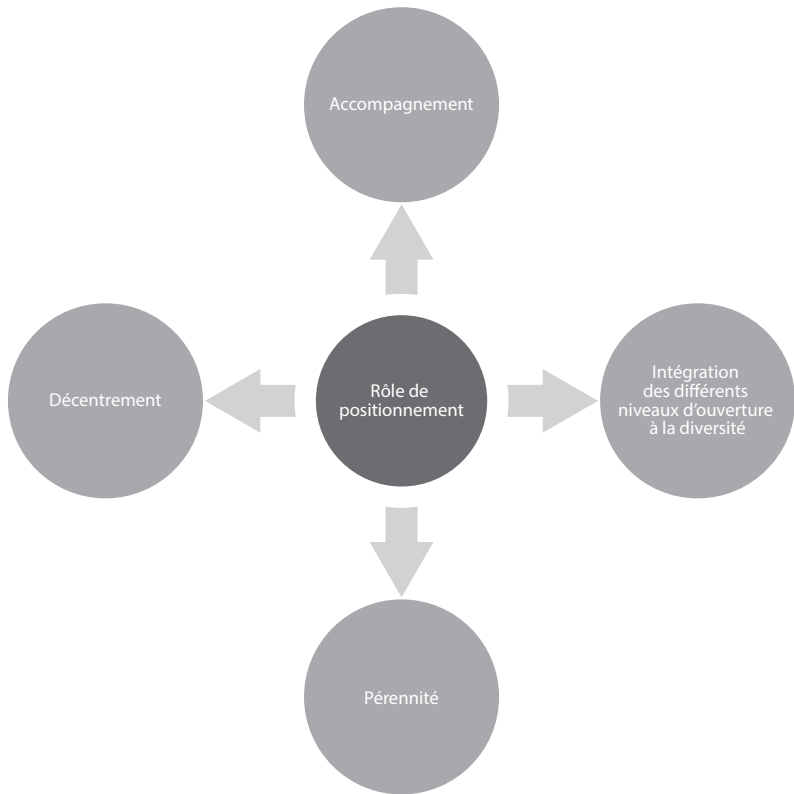 Accompagnement
Décentrement
Rôle de
positionnement
Intégration
des différents
niveaux d'ouverture
à la diversité
Pérennité